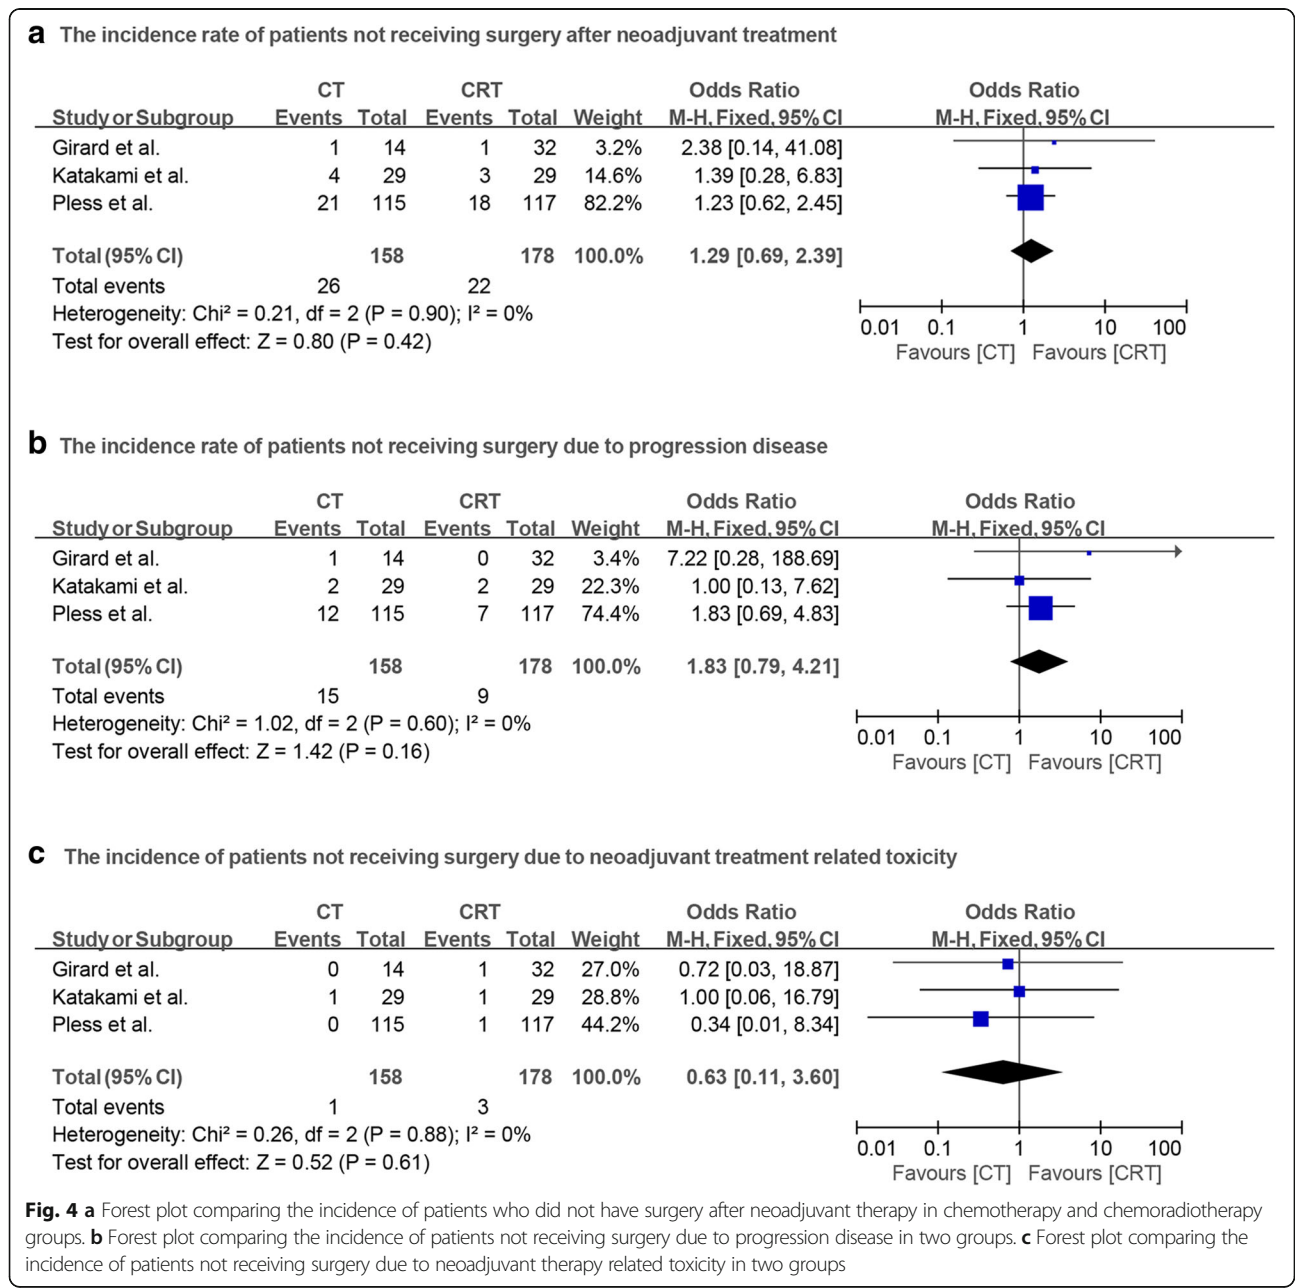 a The incidence rate of patients not receiving surgery after neoadjuvant treatment
CT CRT Odds Ratio Odds Ratio
Study or Subgroup Events Total Events Total Weight M-H, Fixed, 95% CI M-H, Fixed, 95% CI
Girard et al. 1 14 1 32 3.2% 2.38 [0.14, 41.08]
Katakami et al. 4 29 3 29 14.6% 1.39 [0.28, 6.83]
Pless et al. 21 115 18 117 82.2% 1.23 [0.62, 2.45]
Total (95% CI) 158 178 100.0% 1.29 [0.69, 2.39]
Total events 26 22
Heterogeneity: Chi² = 0.21, df = 2 (P = 0.90); I² = 0%
Test for overall effect: Z = 0.80 (P = 0.42)
0.01 0.1 1 10 100
Favours [CT] Favours [CRT]
b The incidence rate of patients not receiving surgery due to progression disease
CT CRT Odds Ratio Odds Ratio
Study or Subgroup Events Total Events Total Weight M-H, Fixed, 95% CI M-H, Fixed, 95% CI
Girard et al. 1 14 0 32 3.4% 7.22 [0.28, 188.69]
Katakami et al. 2 29 2 29 22.3% 1.00 [0.13, 7.62]
Pless et al. 12 115 7 117 74.4% 1.83 [0.69, 4.83]
Total (95% CI) 158 178 100.0% 1.83 [0.79, 4.21]
Total events 15 9
Heterogeneity: Chi² = 1.02, df = 2 (P = 0.60); I² = 0%
Test for overall effect: Z = 1.42 (P = 0.16)
0.01 0.1 1 10 100
Favours [CT] Favours [CRT]
c The incidence of patients not receiving surgery due to neoadjuvant treatment related toxicity
CT CRT Odds Ratio Odds Ratio
Study or Subgroup Events Total Events Total Weight M-H, Fixed, 95% CI M-H, Fixed, 95% CI
Girard et al. 0 14 1 32 27.0% 0.72 [0.03, 18.87]
Katakami et al. 1 29 1 29 28.8% 1.00 [0.06, 16.79]
Pless et al. 0 115 1 117 44.2% 0.34 [0.01, 8.34]
Total (95% CI) 158 178 100.0% 0.63 [0.11, 3.60]
Total events 1 3
Heterogeneity: Chi² = 0.26, df = 2 (P = 0.88); I² = 0%
Test for overall effect: Z = 0.52 (P = 0.61)
0.01 0.1 1 10 100
Favours [CT] Favours [CRT]
Fig. 4 a Forest plot comparing the incidence of patients who did not have surgery after neoadjuvant therapy in chemotherapy and chemoradiotherapy
groups. b Forest plot comparing the incidence of patients not receiving surgery due to progression disease in two groups. c Forest plot comparing the
incidence of patients not receiving surgery due to neoadjuvant therapy related toxicity in two groups